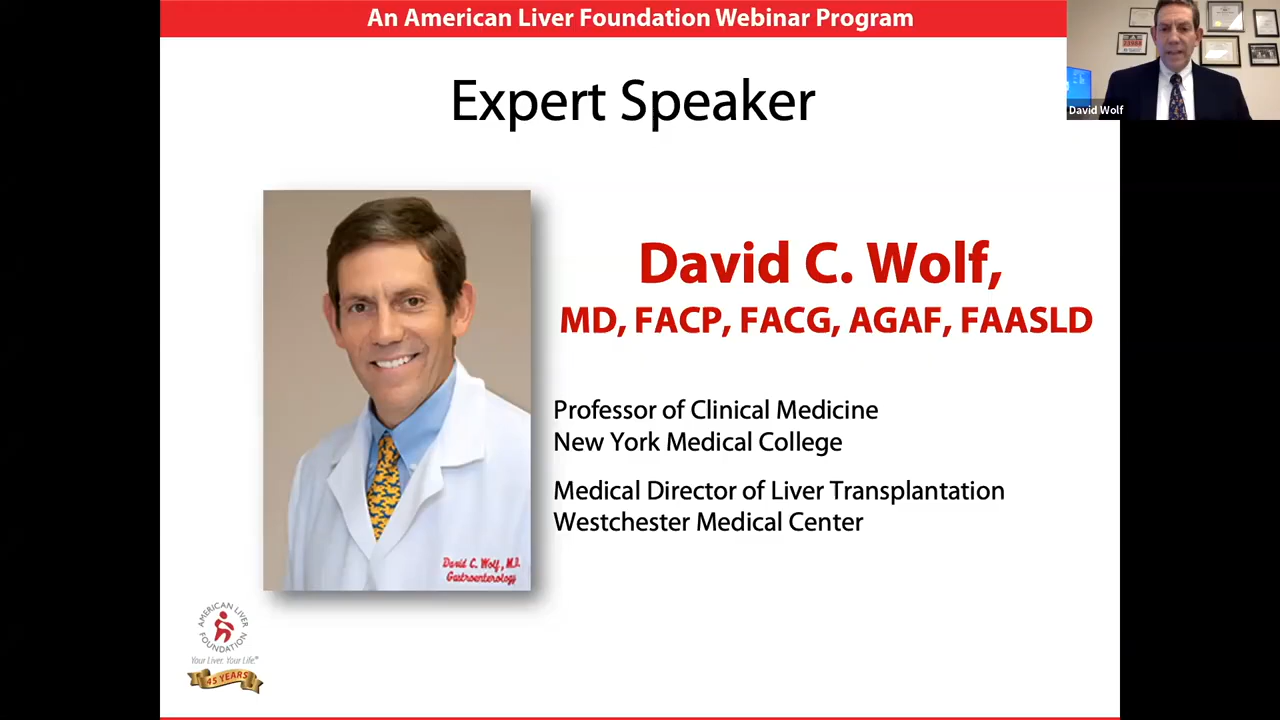 An American Liver Foundation Webinar Program
David Wolf
Expert Speaker
David C. Wolf,
MD, FACP, FACG, AGAF, FAASLD
Professor of Clinical Medicine
New York Medical College
Medical Director of Liver Transplantation
Westchester Medical Center
David C. Wolf, M.D.
Gastroenterology
AMERICAN LIVER
FOUNDATION
Your Liver. Your Life.®
45 YEARS